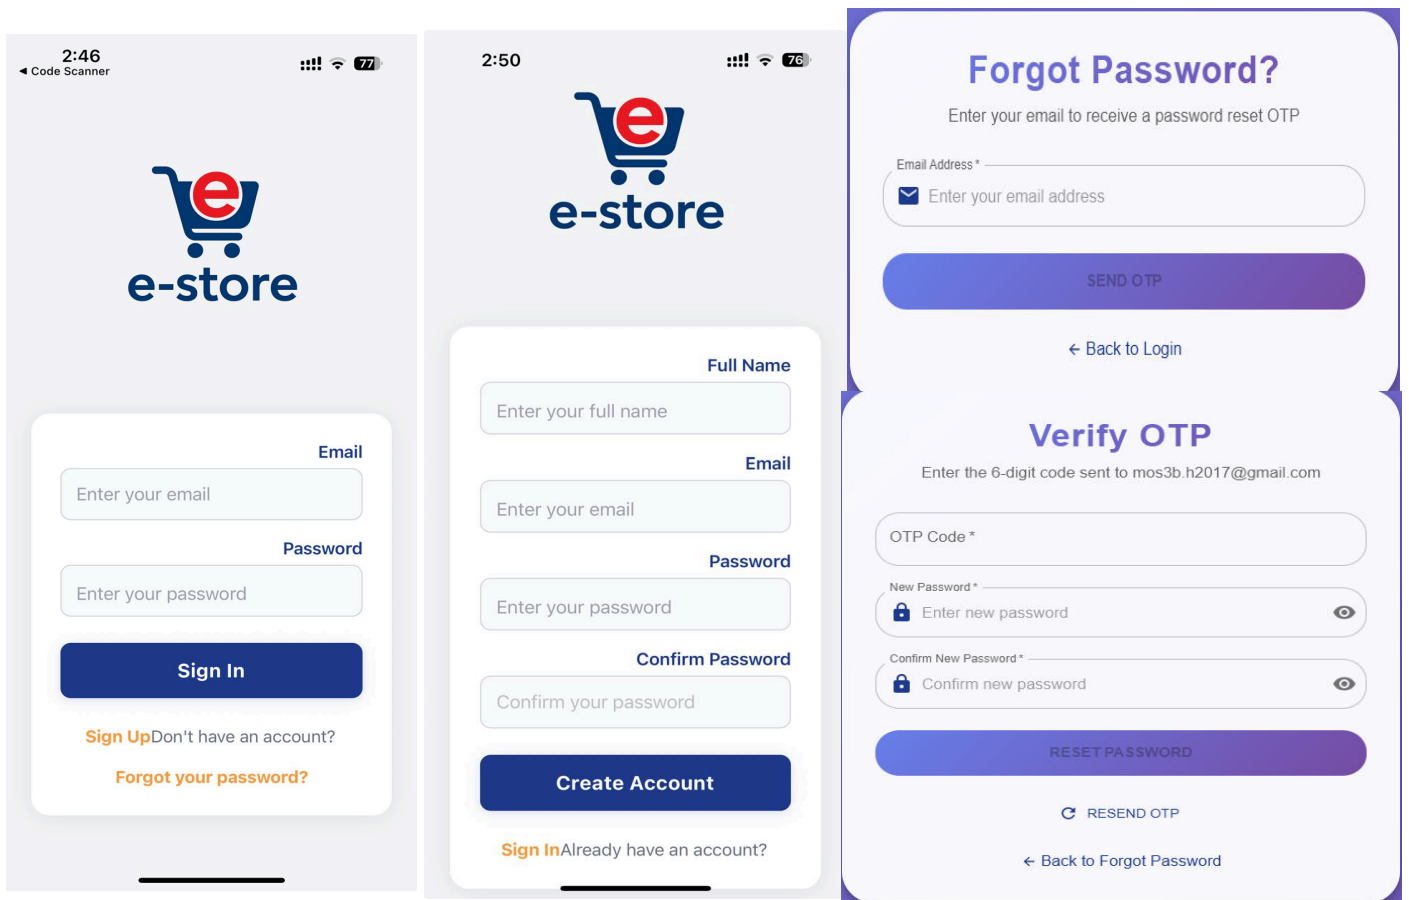 2:46
◀ Code Scanner
77
e
e-store
Email
Enter your email
Password
Enter your password
Sign In
Sign UpDon't have an account?
Forgot your password?
2:50
76
e
e-store
Full Name
Enter your full name
Email
Enter your email
Password
Enter your password
Confirm Password
Confirm your password
Create Account
Sign InAlready have an account?
Forgot Password?
Enter your email to receive a password reset OTP
Email Address *
Enter your email address
SEND OTP
← Back to Login
Verify OTP
Enter the 6-digit code sent to mos3b.h2017@gmail.com
OTP Code *
New Password *
Enter new password
Confirm New Password *
Confirm new password
RESET PASSWORD
RESEND OTP
← Back to Forgot Password